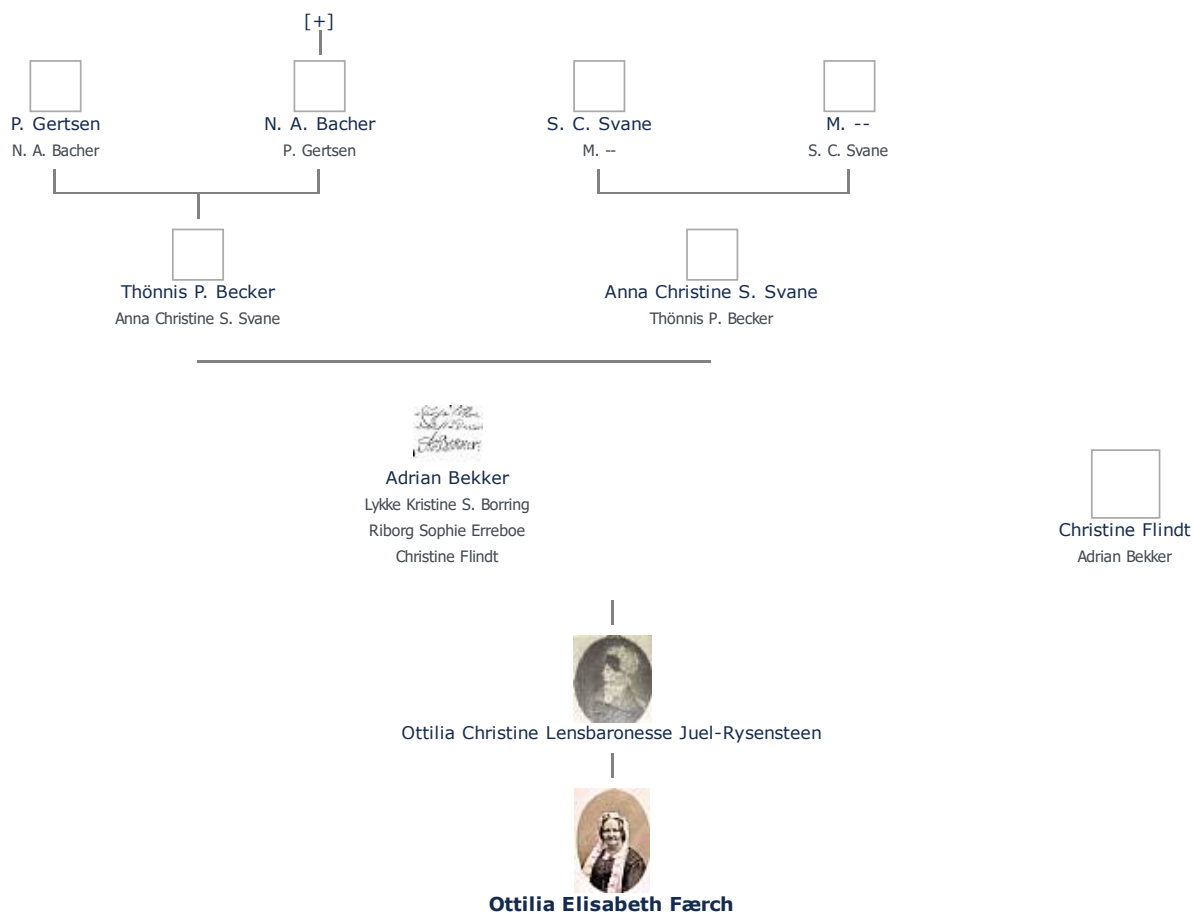 [+]
P. Gertsen
N. A. Bacher
N. A. Bacher
P. Gertsen
S. C. Svane
M. --
M. --
S. C. Svane
Thönnis P. Becker
Anna Christine S. Svane
Anna Christine S. Svane
Thönnis P. Becker
Adrian Bekker
Lykke Kristine S. Borring
Riborg Sophie Erreboe
Christine Flindt
Christine Flindt
Adrian Bekker
Ottilia Christine Lensbaronesse Juel-Rysensteen
Ottilia Elisabeth Færch